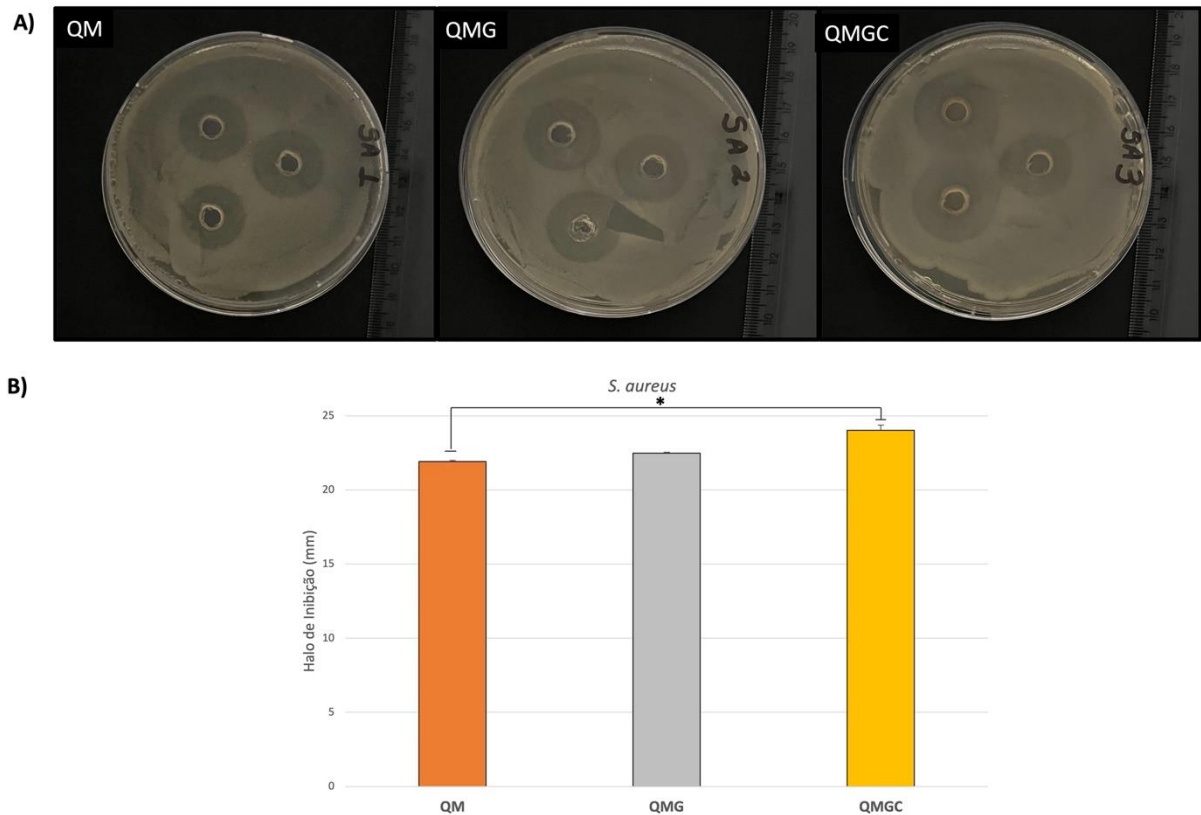 A)
QM
QMG
QMGC
SA 1
SA 2
SA 3
B)
S. aureus
*
Halo de Inibição (mm)
25
20
15
10
5
0
QM
QMG
QMGC